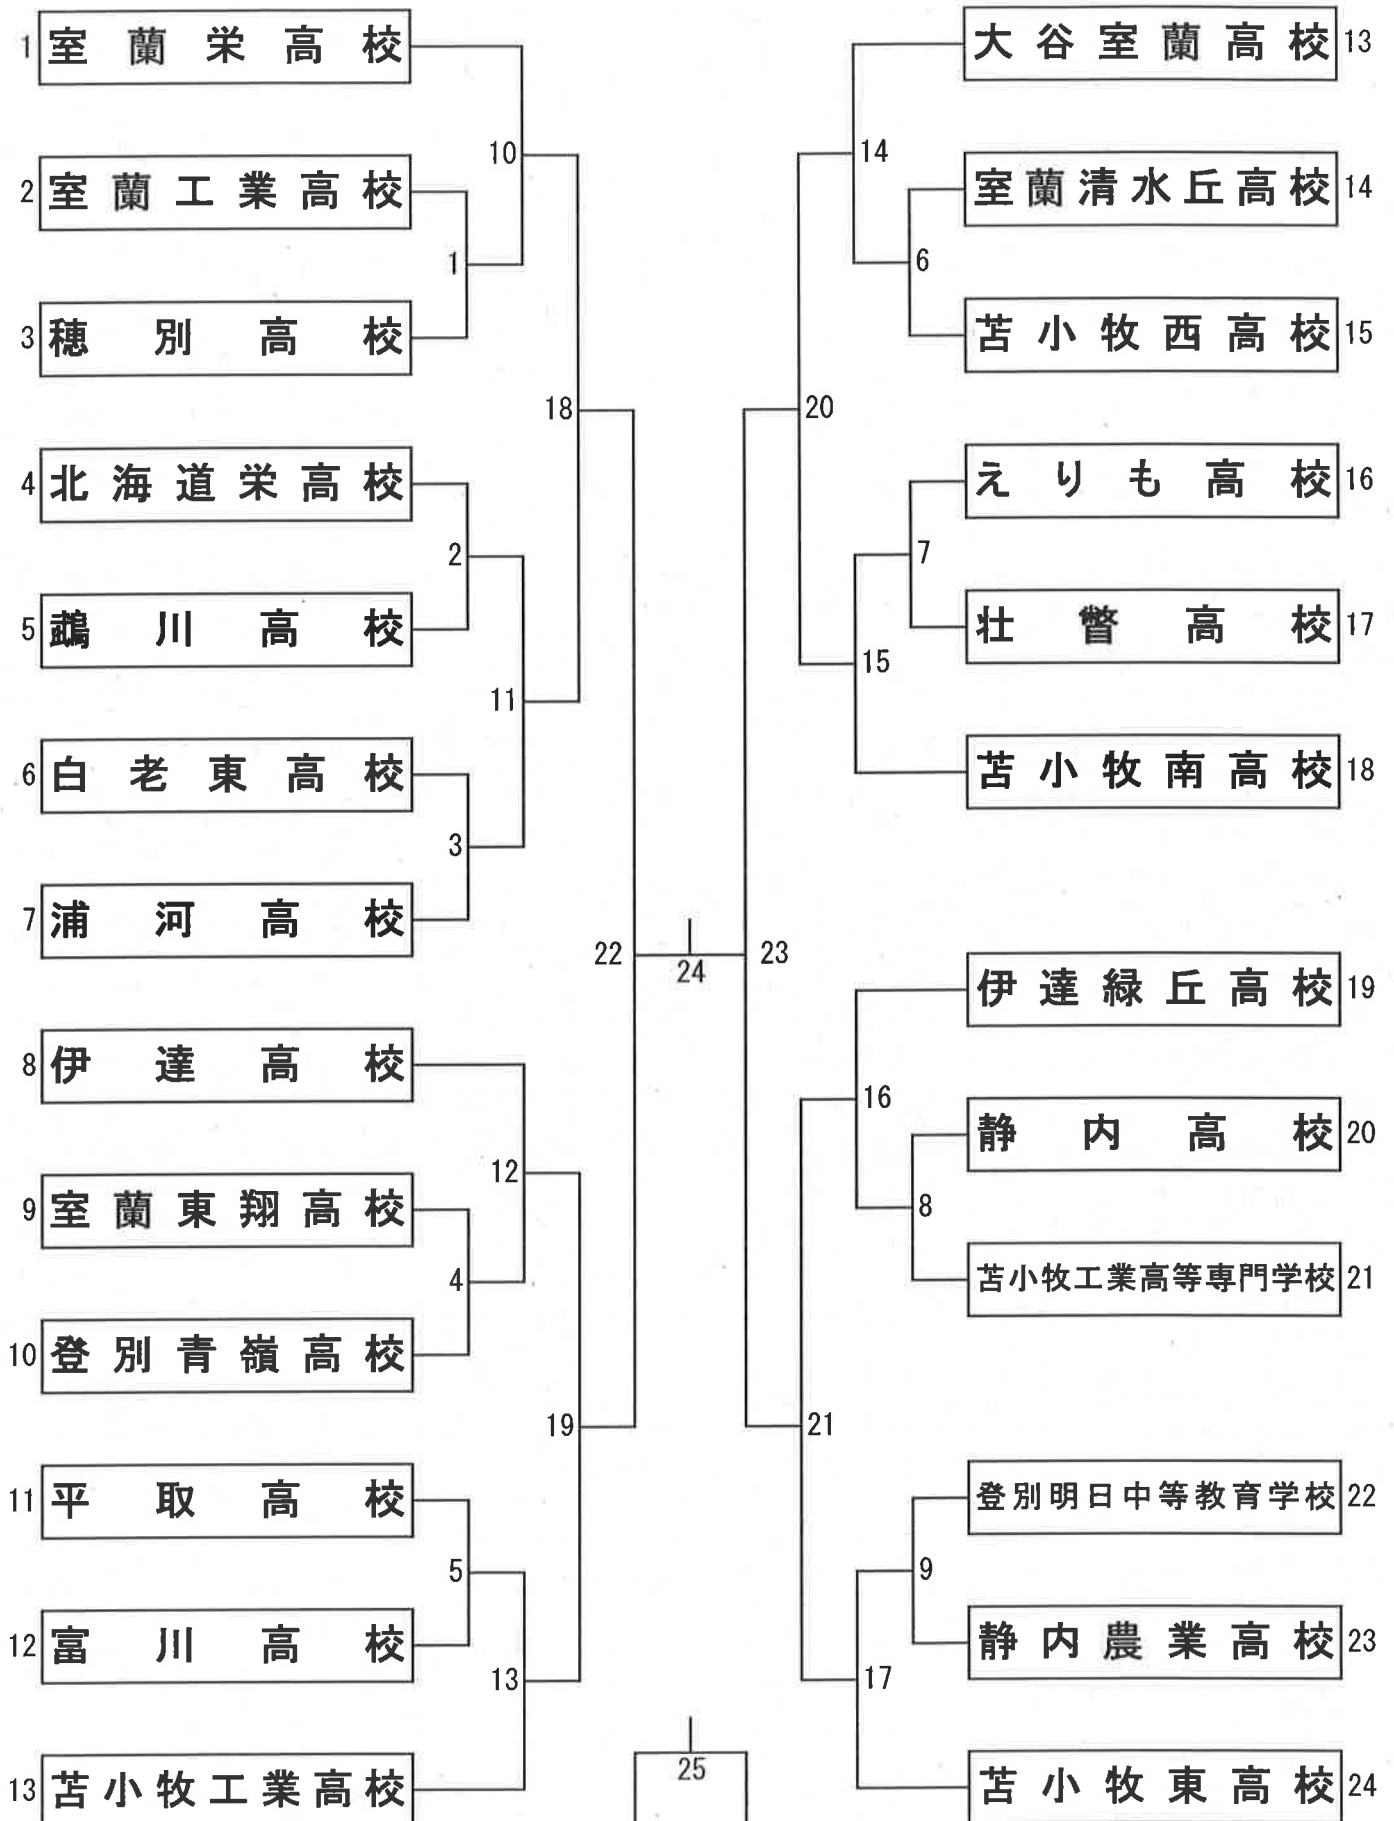 1 室蘭栄高校
10
2 室蘭工業高校
1
3 穂別高校
18
4 北海道栄高校
2
5 鵡川高校
11
6 白老東高校
3
7 浦河高校
22
24
23
8 伊達高校
12
9 室蘭東翔高校
4
10 登別青嶺高校
19
11 平取高校
5
12 富川高校
13
13 苫小牧工業高校
25
大谷室蘭高校 13
14
室蘭清水丘高校 14
6
苫小牧西高校 15
20
えりも高校 16
7
壮瞥高校 17
15
苫小牧南高校 18
伊達緑丘高校 19
16
静内高校 20
8
苫小牧工業高等専門学校 21
21
登別明日中等教育学校 22
9
静内農業高校 23
17
苫小牧東高校 24